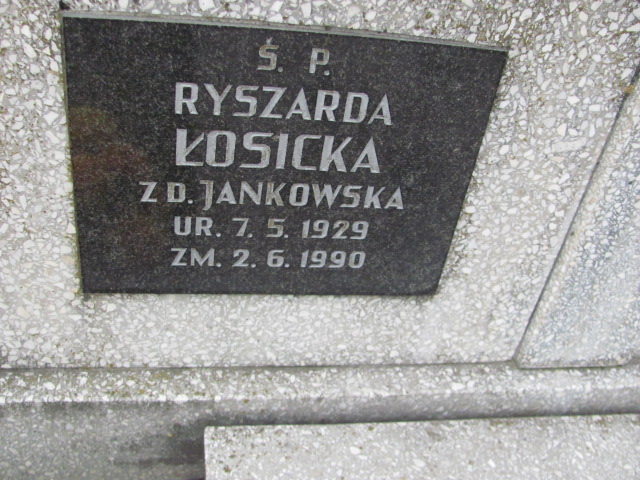 Ś. P.
RYSZARDA
ŁOSICKA
Z D. JANKOWSKA
UR. 7. 5. 1929
ZM. 2. 6. 1990